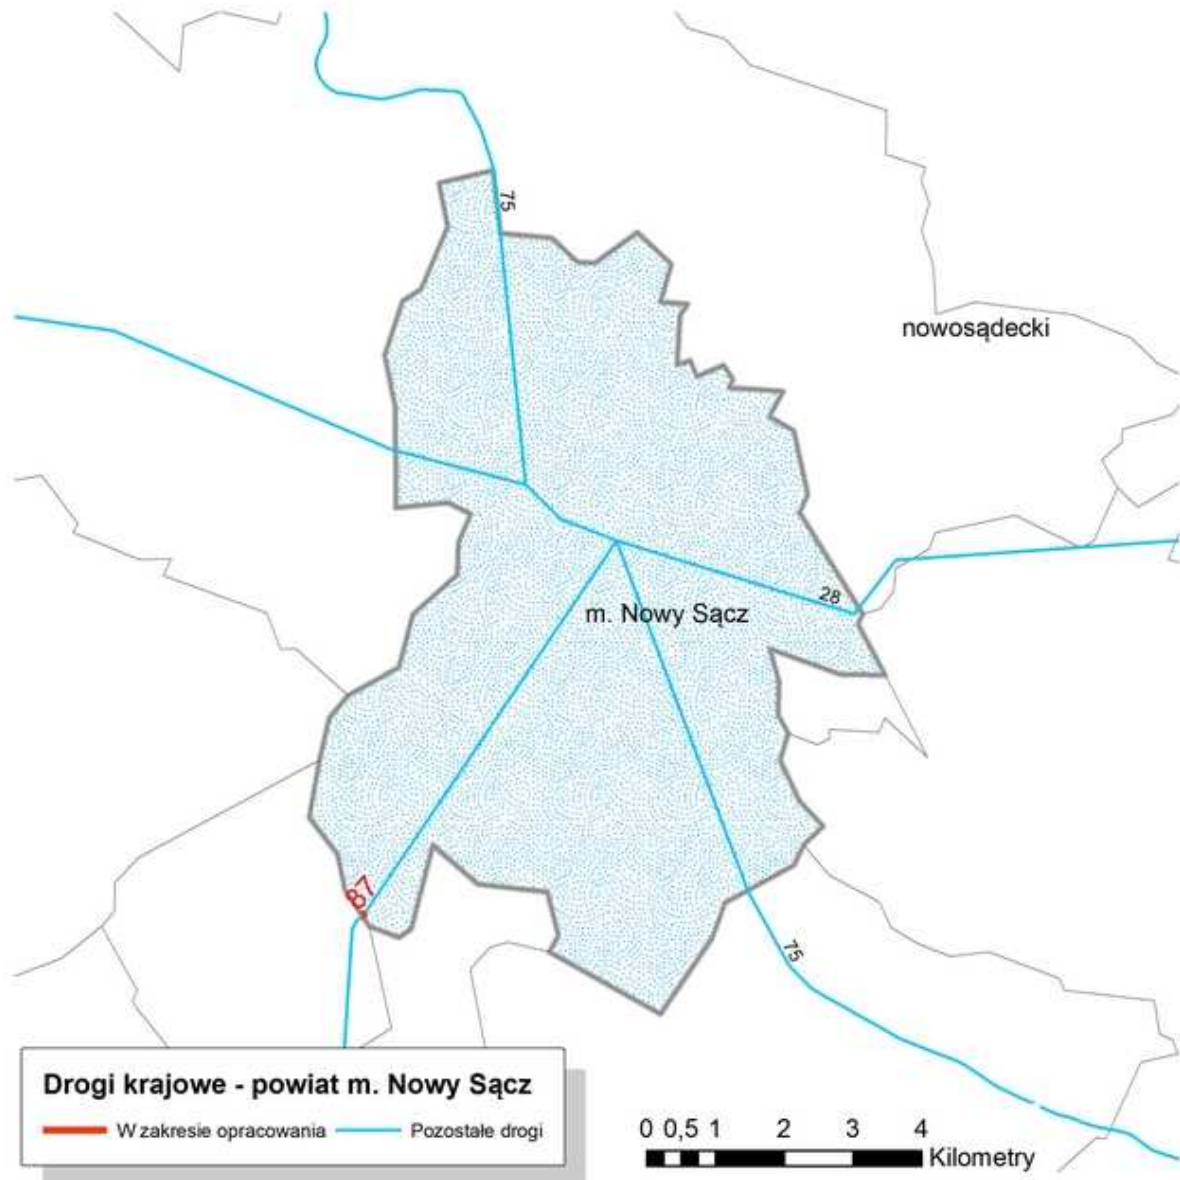 75
nowosądecki
28
m. Nowy Sącz
87
75
Drogi krajowe - powiat m. Nowy Sącz
W zakresie opracowania Pozostałe drogi
0 0,5 1 2 3 4
Kilometry